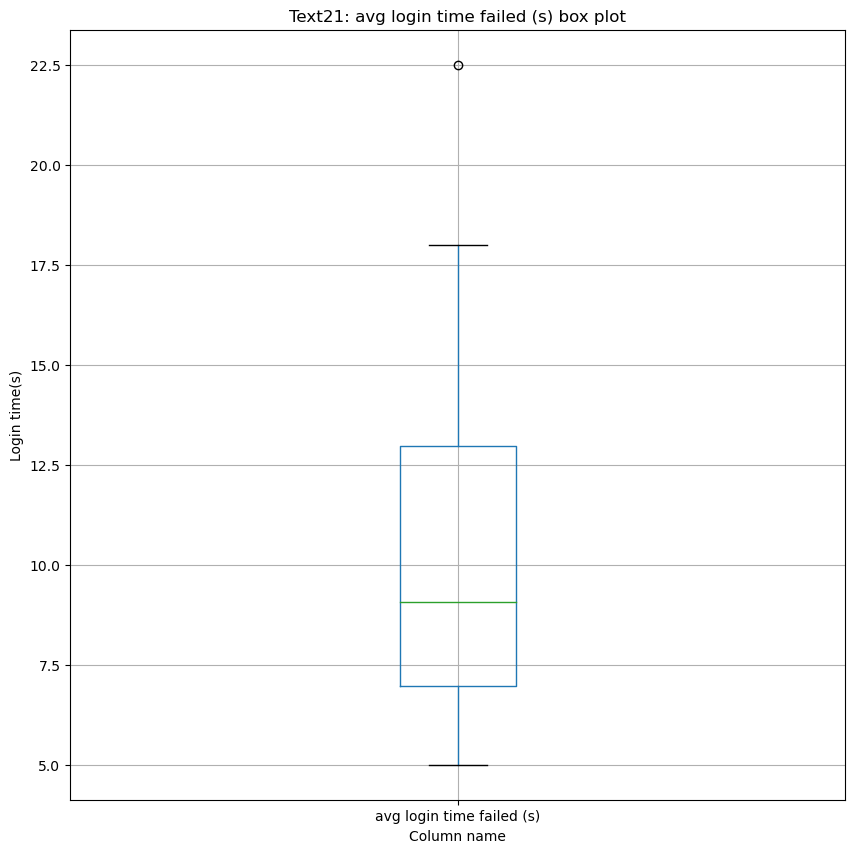 Text21: avg login time failed (s) box plot
22.5
20.0
17.5
15.0
12.5
10.0
7.5
5.0
Login time(s)
avg login time failed (s)
Column name